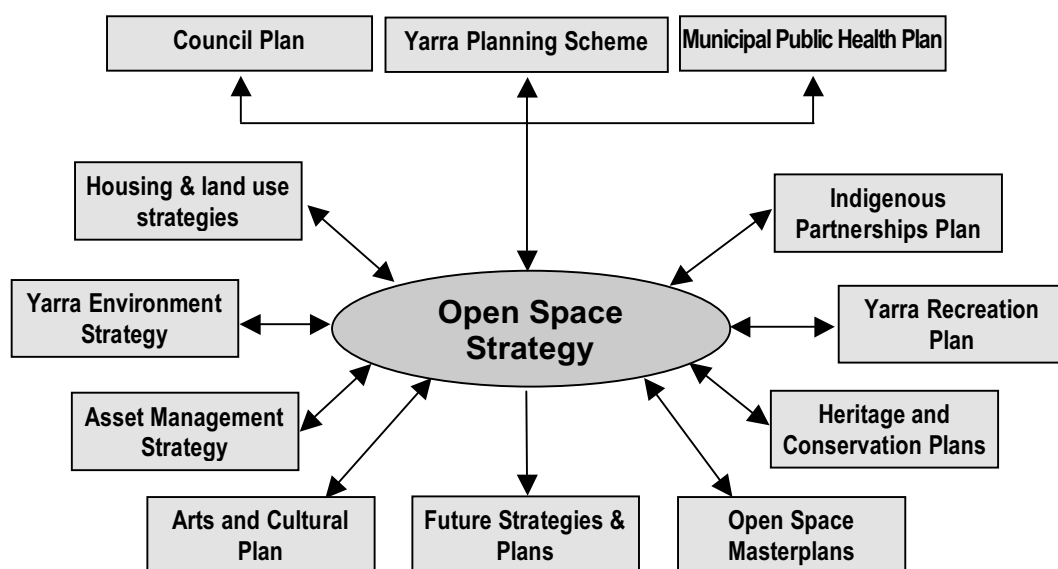 Council Plan
Yarra Planning Scheme
Municipal Public Health Plan
Housing & land use
strategies
Indigenous
Partnerships Plan
Yarra Environment
Strategy
Open Space
Strategy
Yarra Recreation
Plan
Asset Management
Strategy
Heritage and
Conservation Plans
Arts and Cultural
Plan
Future Strategies &
Plans
Open Space
Masterplans